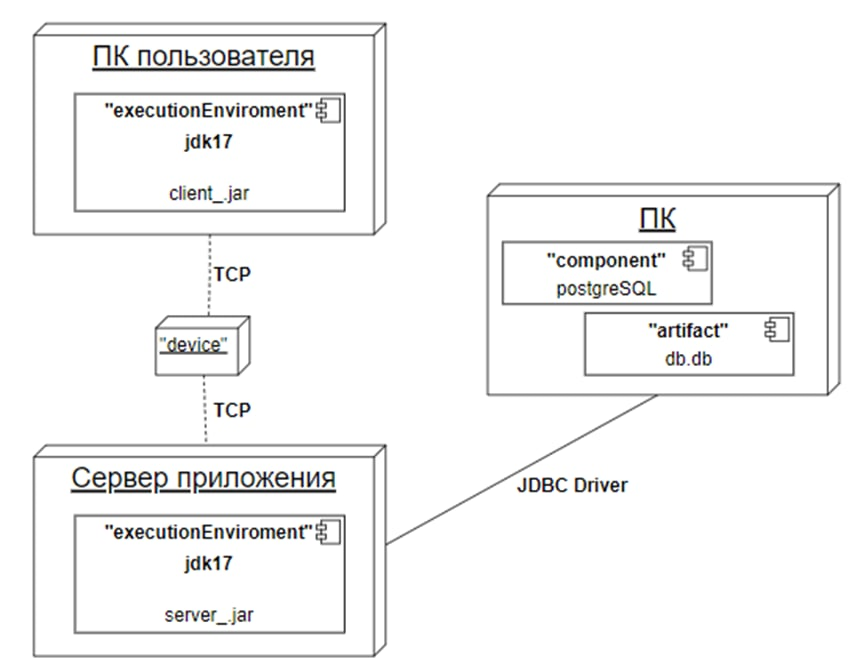 ПК пользователя
"executionEnviroment"
jdk17
client_.jar
TCP
"device"
TCP
Сервер приложения
"executionEnviroment"
jdk17
server_.jar
ПК
"component"
postgreSQL
"artifact"
db.db
JDBC Driver